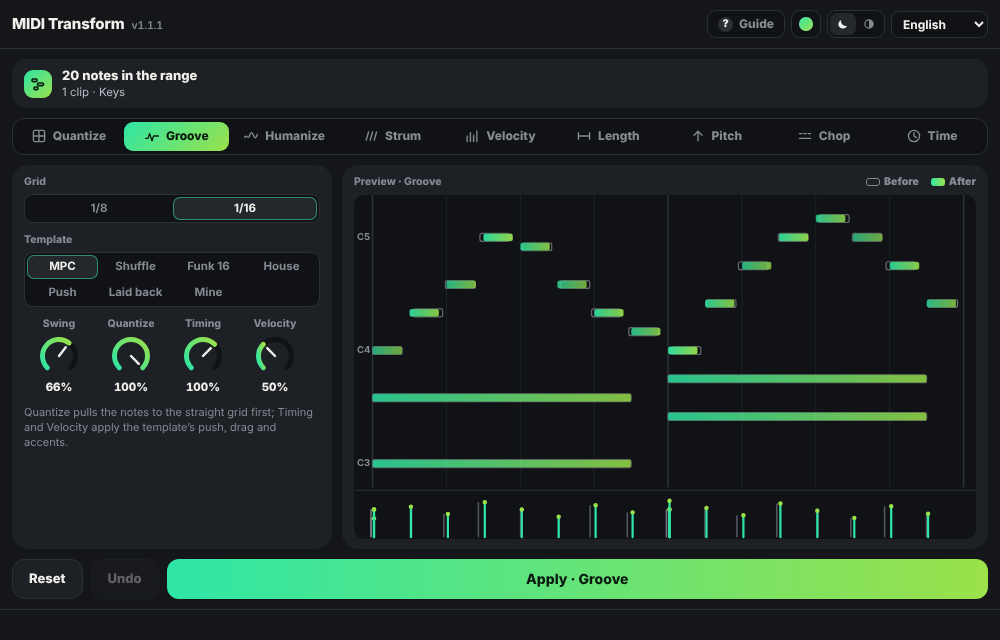 MIDI Transform v1.1.1
? Guide
English
20 notes in the range
1 clip · Keys
Quantize
Groove
Humanize
Strum
Velocity
Length
Pitch
Chop
Time
Grid
1/8 1/16
Template
MPC Shuffle Funk 16 House
Push Laid back Mine
Swing Quantize Timing Velocity
66% 100% 100% 50%
Quantize pulls the notes to the straight grid first; Timing
and Velocity apply the template's push, drag and
accents.
Preview · Groove
Before After
C5
C4
C3
Reset Undo Apply · Groove